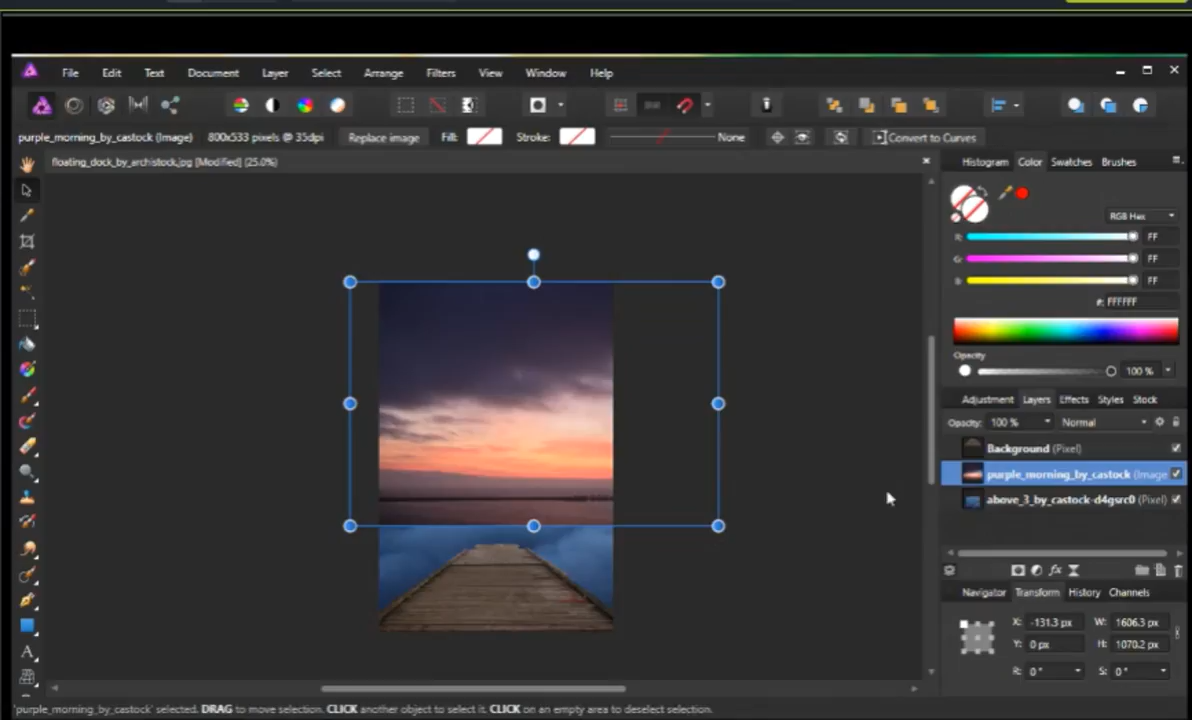 File Edit Text Document Layer Select Arrange Filters View Window Help
purple_morning_by_castock (Image) 800x533 pixels @ 35dpi Replace image Fill: Stroke: None Convert to Curves
floating_dock_by_archistock.jpg [Modified] (25.0%)
Histogram Color Swatches Brushes
RGB Hex
R: FF
G: FF
B: FF
#: FFFFFF
Opacity
100 %
Adjustment Layers Effects Styles Stock
Opacity: 100 % Normal
Background (Pixel)
purple_morning_by_castock (Image
above_3_by_castock-d4gsrc0 (Pixel)
fx
Navigator Transform History Channels
X: -131.3 px W: 1606.3 px
Y: 0 px H: 1070.2 px
R: 0° S: 0°
'purple_morning_by_castock' selected. DRAG to move selection. CLICK another object to select it. CLICK on an empty area to deselect selection.